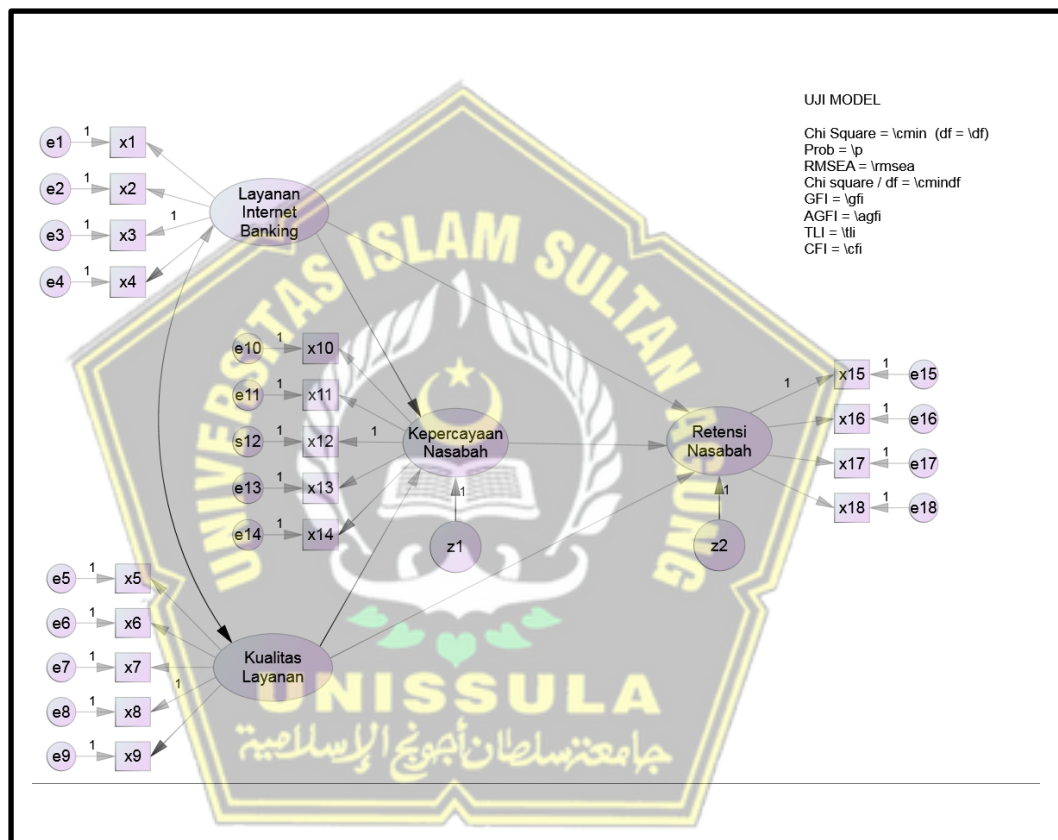 UJI MODEL
Chi Square = \cmin (df = \df)
Prob = \p
RMSEA = \rmsea
Chi square / df = \cmindf
GFI = \gfi
AGFI = \agfi
TLI = \tli
CFI = \cfi
e1 1 x1
e2 1 x2
e3 1 x3 1
e4 1 x4
Layanan
Internet
Banking
e10 1 x10
e11 1 x11
s12 1 x12 1
e13 1 x13
e14 1 x14
Kepercayaan
Nasabah
1
z1
Retensi
Nasabah
1
z2
1 x15 1 e15
x16 1 e16
x17 1 e17
x18 1 e18
e5 1 x5
e6 1 x6
e7 1 x7
e8 1 x8 1
e9 1 x9
Kualitas
Layanan
UNIVERSITAS ISLAM SULTAN AGUNG
UNISSULA
جامعة سلطان أجونج الإسلامية